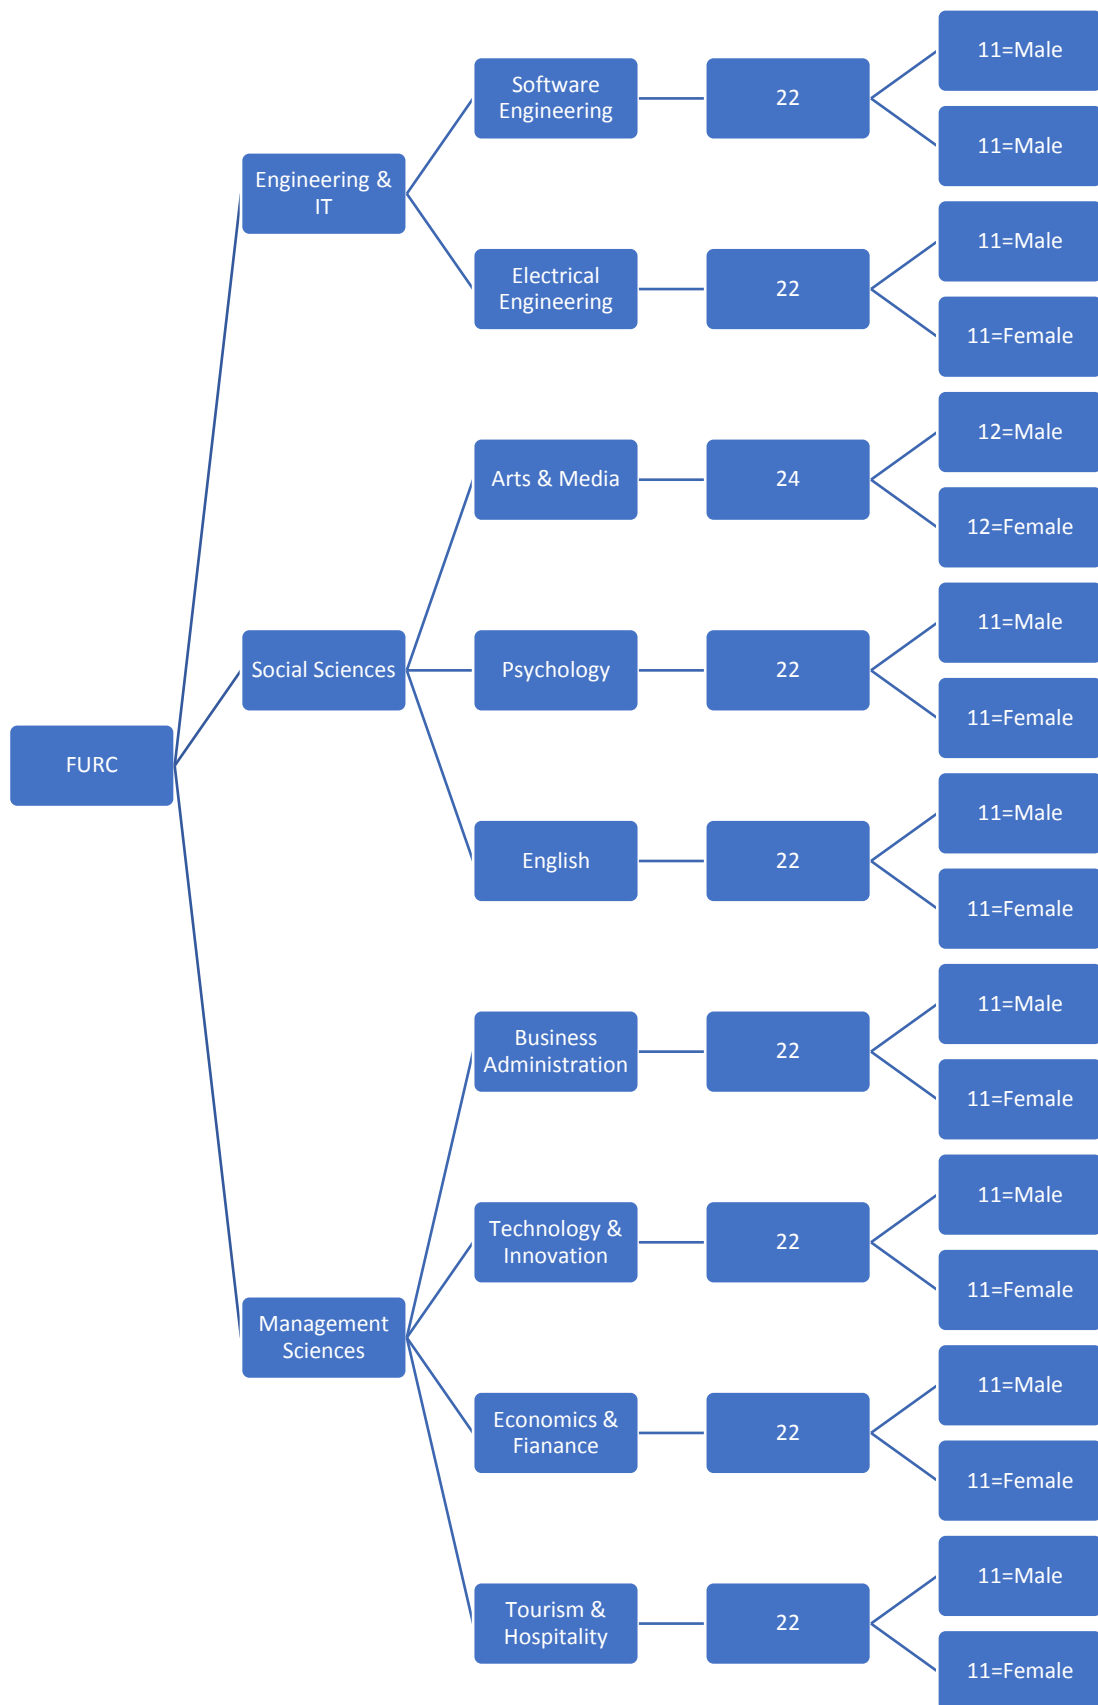 11=Male
Software
Engineering
22
11=Male
Engineering &
IT
11=Male
Electrical
Engineering
22
11=Female
12=Male
Arts & Media
24
12=Female
11=Male
Social Sciences
Psychology
22
11=Female
FURC
11=Male
English
22
11=Female
11=Male
Business
Administration
22
11=Female
11=Male
Technology &
Innovation
22
11=Female
Management
Sciences
11=Male
Economics &
Fianance
22
11=Female
11=Male
Tourism &
Hospitality
22
11=Female